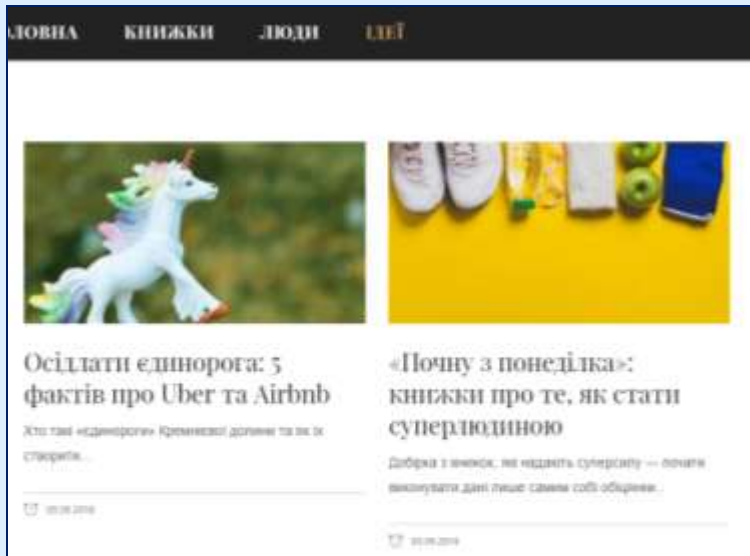 ЛОВНА КНИЖКИ ЛЮДИ ІДЕЇ
Осідлати єдинорога: 5
фактів про Uber та Airbnb
Хто такі «єдинороги» Кремнієвої долини та як їх
створити...
«Почну з понеділка»:
книжки про те, як стати
суперлюдиною
Добірка з книжок, які нададуть суперсилу — почати
виконувати дані лише самим собі обіцянки...